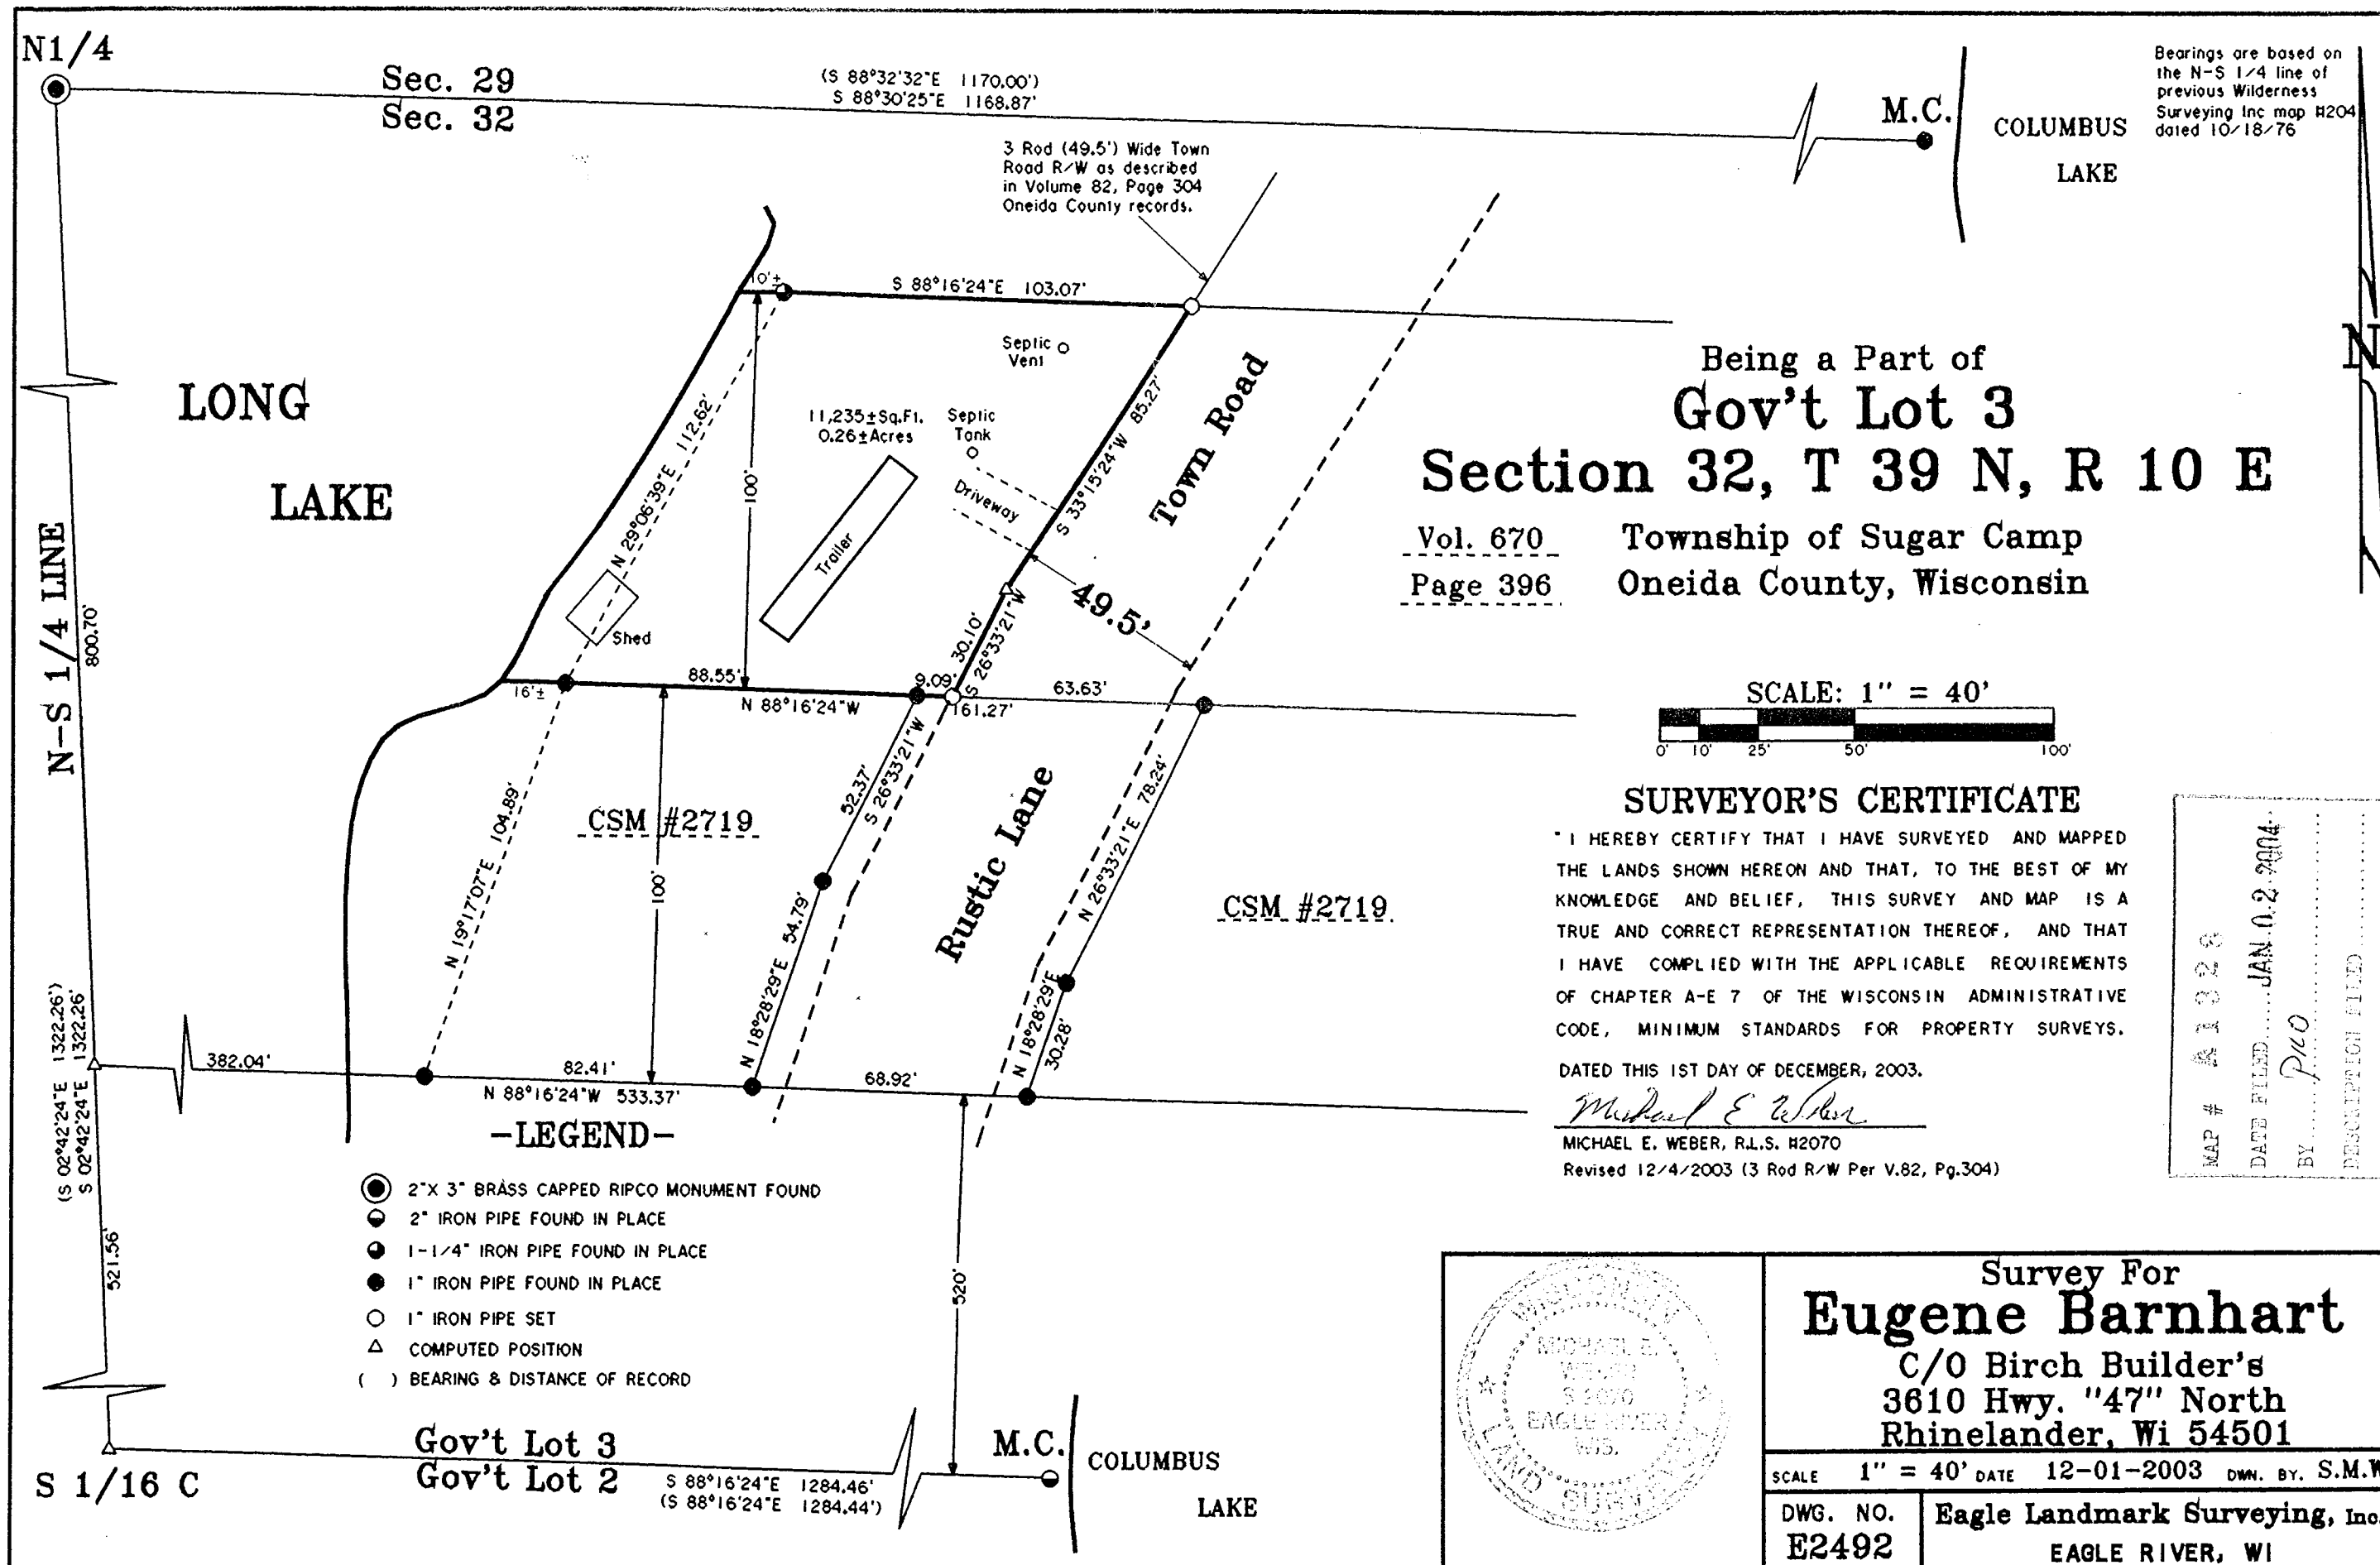 N1/4
Sec. 29
Sec. 32
(S 88°32'32"E 1170.00')
S 88°30'25"E 1168.87'
M.C.
COLUMBUS
LAKE
Bearings are based on
the N-S 1/4 line of
previous Wilderness
Surveying Inc map #204
dated 10/18/76
N
3 Rod (49.5') Wide Town
Road R/W as described
in Volume 82, Page 304
Oneida County records.
10'±
S 88°16'24"E 103.07'
Septic
Vent
LONG
LAKE
N 29°06'39"E 112.62'
100'
11,235±Sq.Ft.
0.26±Acres
Septic
Tank
Driveway
Trailer
Shed
S 33°15'24"W 85.27'
Town Road
49.5'
30.10'
S 26°33'21"W
16'±
88.55'
N 88°16'24"W
9.09'
161.27'
63.63'
Being a Part of
Gov't Lot 3
Section 32, T 39 N, R 10 E
Vol. 670
Page 396
Township of Sugar Camp
Oneida County, Wisconsin
SCALE: 1" = 40'
0' 10' 25' 50' 100'
N-S 1/4 LINE
800.70'
CSM #2719
100'
N 19°17'07"E 104.89'
52.37'
S 26°33'21"W
N 18°28'29"E 54.79'
Rustic Lane
N 26°33'21"E 78.24'
N 18°28'29"E
30.28'
CSM #2719
(S 02°42'24"E 1322.26')
S 02°42'24"E 1322.26'
382.04'
82.41'
N 88°16'24"W 533.37'
68.92'
521.56'
520'
SURVEYOR'S CERTIFICATE
"I HEREBY CERTIFY THAT I HAVE SURVEYED AND MAPPED
THE LANDS SHOWN HEREON AND THAT, TO THE BEST OF MY
KNOWLEDGE AND BELIEF, THIS SURVEY AND MAP IS A
TRUE AND CORRECT REPRESENTATION THEREOF, AND THAT
I HAVE COMPLIED WITH THE APPLICABLE REQUIREMENTS
OF CHAPTER A-E 7 OF THE WISCONSIN ADMINISTRATIVE
CODE, MINIMUM STANDARDS FOR PROPERTY SURVEYS.
DATED THIS 1ST DAY OF DECEMBER, 2003.
Michael E Weber
MICHAEL E. WEBER, R.L.S. #2070
Revised 12/4/2003 (3 Rod R/W Per V.82, Pg.304)
MAP #
DATE FILED JAN 02 2004
BY
DESCRIPTION FILED
-LEGEND-
2"X 3" BRASS CAPPED RIPCO MONUMENT FOUND
2" IRON PIPE FOUND IN PLACE
1-1/4" IRON PIPE FOUND IN PLACE
1" IRON PIPE FOUND IN PLACE
1" IRON PIPE SET
COMPUTED POSITION
( ) BEARING & DISTANCE OF RECORD
S 1/16 C
Gov't Lot 3
Gov't Lot 2
S 88°16'24"E 1284.46'
(S 88°16'24"E 1284.44')
M.C.
COLUMBUS
LAKE
WISCONSIN
MICHAEL E.
WEBER
S 2070
EAGLE RIVER
WIS.
LAND SURVEYOR
Survey For
Eugene Barnhart
C/O Birch Builder's
3610 Hwy. "47" North
Rhinelander, Wi 54501
SCALE 1" = 40' DATE 12-01-2003 DWN. BY. S.M.W
DWG. NO.
E2492
Eagle Landmark Surveying, Inc.
EAGLE RIVER, WI